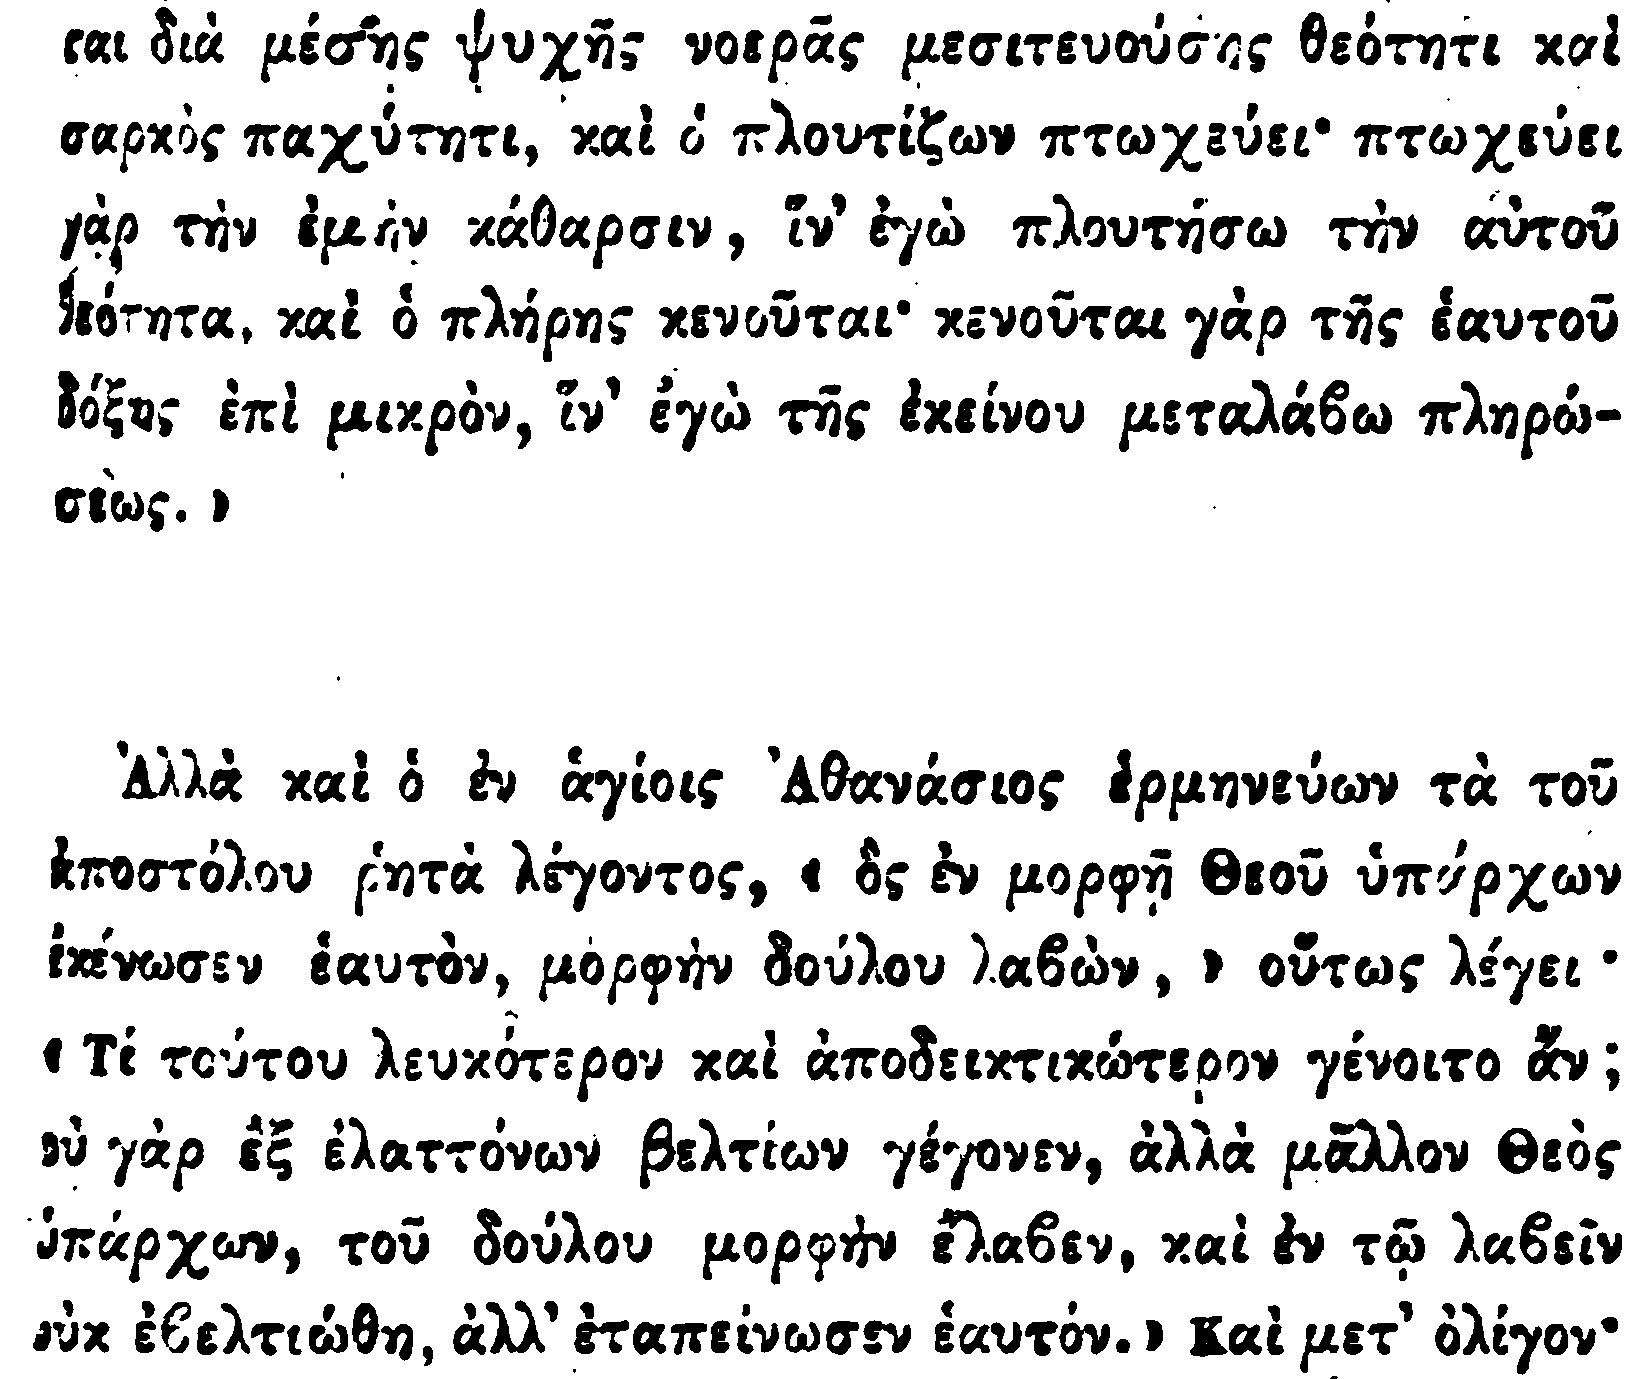 ται διὰ μέσης ψυχῆς νοερᾶς μεσιτευούσης θεότητι καὶ
σαρκὸς παχύτητι, καὶ ὁ πλουτίζων πτωχεύει· πτωχεύει
γὰρ τὴν ἐμὴν κάθαρσιν, ἵν' ἐγὼ πλουτήσω τὴν αὐτοῦ
θεότητα, καὶ ὁ πλήρης κενοῦται· κενοῦται γὰρ τῆς ἑαυτοῦ
δόξης ἐπὶ μικρὸν, ἵν' ἐγὼ τῆς ἐκείνου μεταλάβω πληρώ-
σεως. »
Ἀλλὰ καὶ ὁ ἐν ἁγίοις Ἀθανάσιος ἑρμηνεύων τὰ τοῦ
ἀποστόλου ῥητὰ λέγοντος, « ὃς ἐν μορφῇ Θεοῦ ὑπάρχων
ἐκένωσεν ἑαυτὸν, μορφὴν δούλου λαβὼν, » οὕτως λέγει·
« Τί τούτου λευκότερον καὶ ἀποδεικτικώτερον γένοιτο ἄν;
οὐ γὰρ ἐξ ἐλαττόνων βελτίων γέγονεν, ἀλλὰ μᾶλλον Θεὸς
ὑπάρχων, τοῦ δούλου μορφὴν ἔλαβεν, καὶ ἐν τῷ λαβεῖν
οὐκ ἐβελτιώθη, ἀλλ' ἐταπείνωσεν ἑαυτόν. » Καὶ μετ' ὀλίγον·